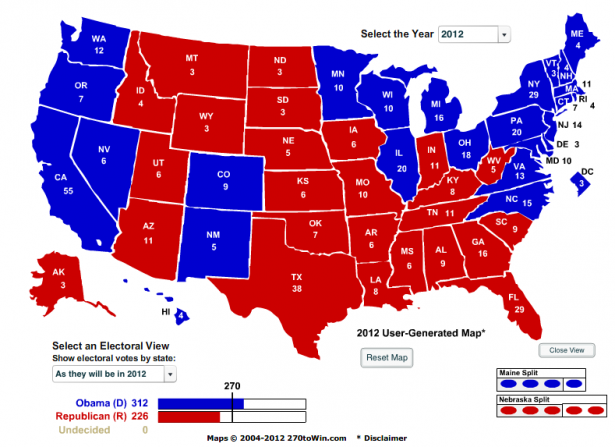 Select the Year 2012
WA
12
OR
7
CA
55
NV
6
ID
4
MT
3
WY
3
UT
6
AZ
11
CO
9
NM
5
ND
3
SD
3
NE
5
KS
6
OK
7
TX
38
MN
10
IA
6
MO
10
AR
6
LA
8
WI
10
IL
20
MI
16
IN
11
OH
18
KY
8
TN 11
MS
6
AL
9
GA
16
FL
29
SC
9
NC 15
VA
13
WV
5
PA
20
NY
29
VT
3
4
NH
ME
4
MA
11
RI
4
CT
7
NJ 14
DE 3
MD 10
DC
3
AK
3
HI
4
2012 User-Generated Map*
Reset Map
Close View
Select an Electoral View
Show electoral votes by state:
As they will be in 2012
270
Obama (D) 312
Republican (R) 226
Undecided 0
Maine Split
Nebraska Split
Maps © 2004-2012 270toWin.com * Disclaimer